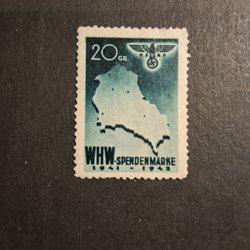 20 GR.
WHW-SPENDENMARKE
1941 - 1942